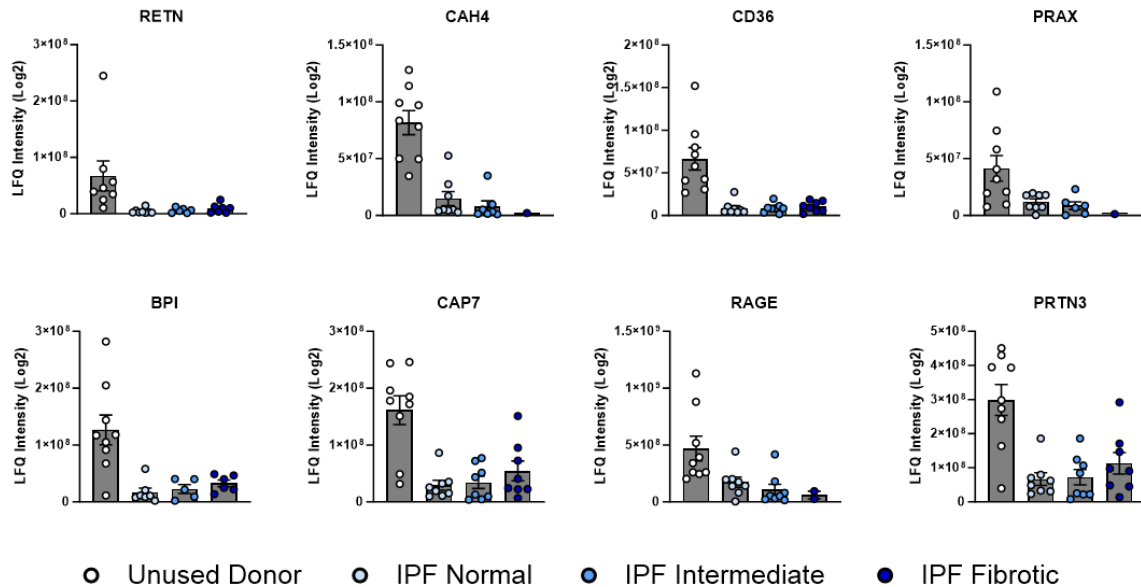 RETN
CAH4
CD36
PRAX
LFQ Intensity (Log2)
3×10⁸
2×10⁸
1×10⁸
0
LFQ Intensity (Log2)
1.5×10⁸
1×10⁸
5×10⁷
0
LFQ Intensity (Log2)
2×10⁸
1.5×10⁸
1×10⁸
5×10⁷
0
LFQ Intensity (Log2)
1.5×10⁸
1×10⁸
5×10⁷
0
BPI
CAP7
RAGE
PRTN3
LFQ Intensity (Log2)
3×10⁸
2×10⁸
1×10⁸
0
LFQ Intensity (Log2)
3×10⁸
2×10⁸
1×10⁸
0
LFQ Intensity (Log2)
1.5×10⁹
1×10⁹
5×10⁸
0
LFQ Intensity (Log2)
5×10⁸
4×10⁸
3×10⁸
2×10⁸
1×10⁸
0
Unused Donor IPF Normal IPF Intermediate IPF Fibrotic